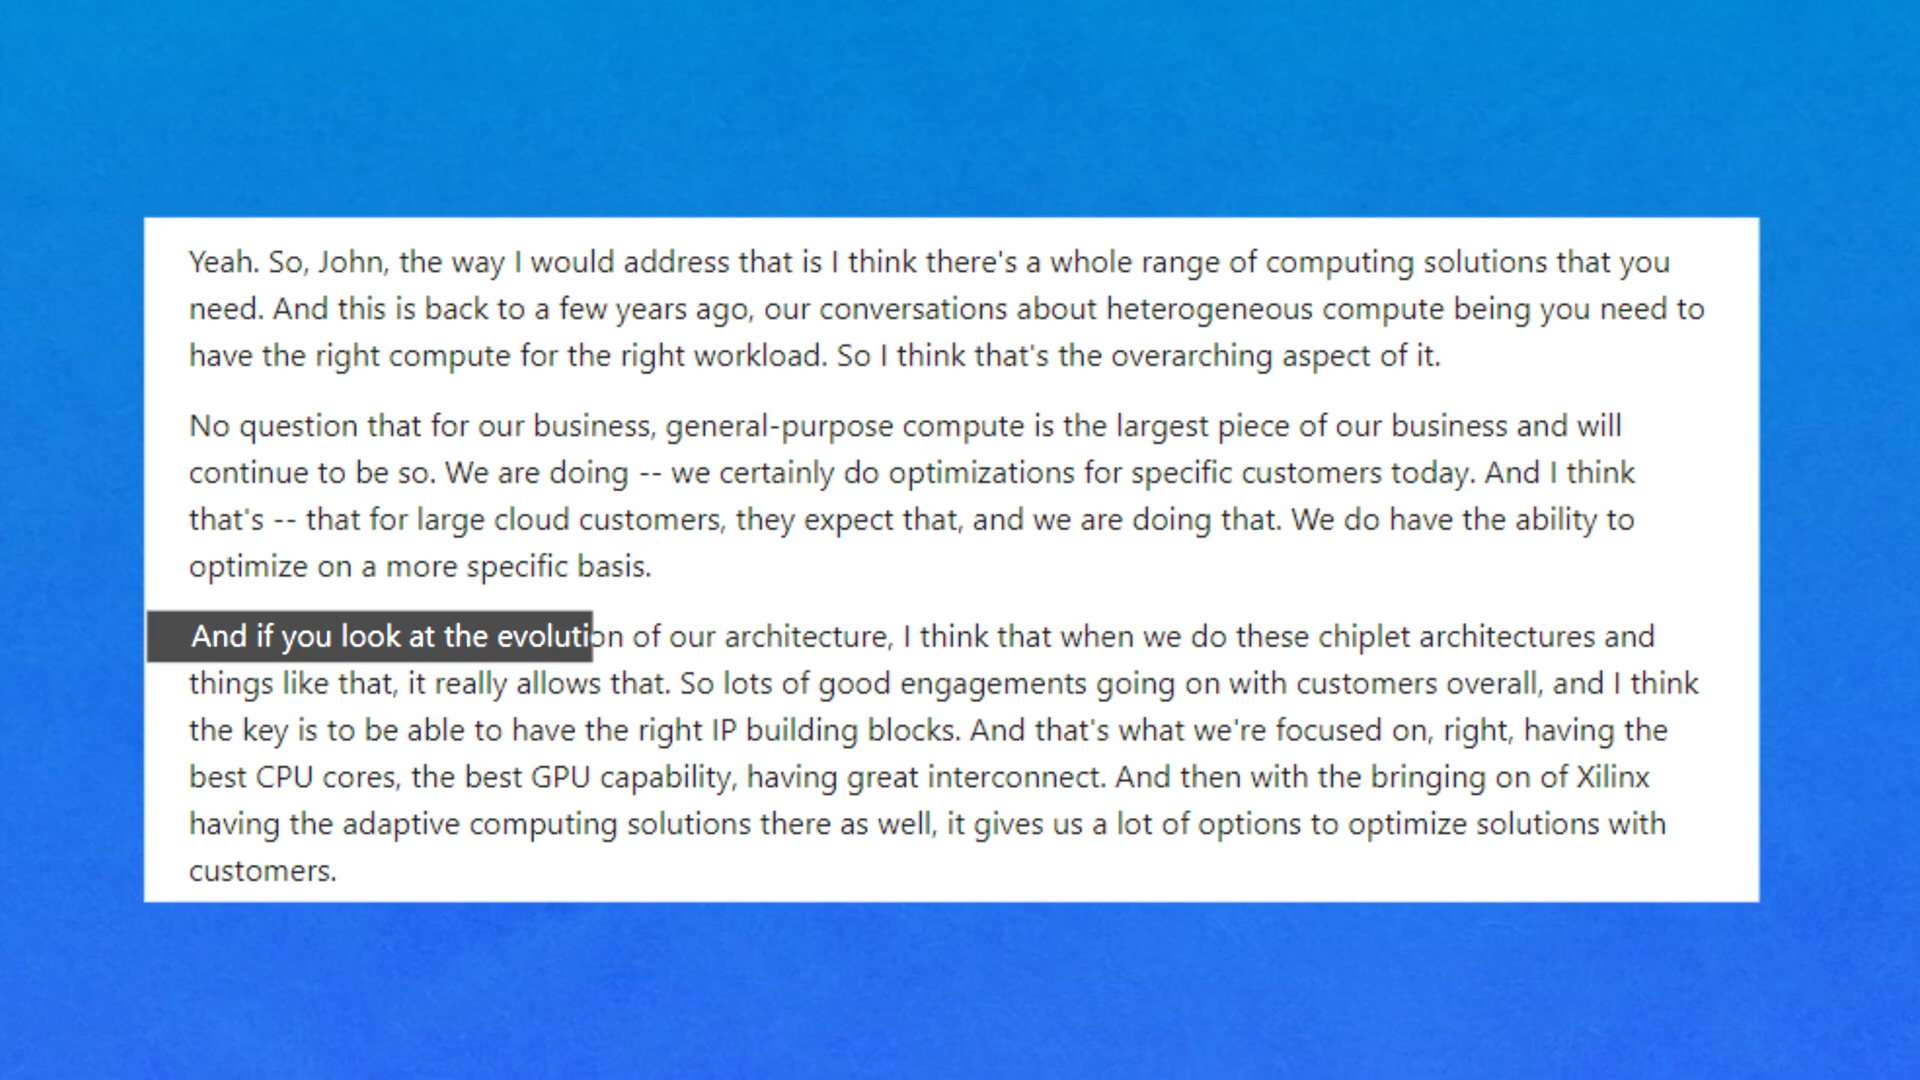 Yeah. So, John, the way I would address that is I think there's a whole range of computing solutions that you
need. And this is back to a few years ago, our conversations about heterogeneous compute being you need to
have the right compute for the right workload. So I think that's the overarching aspect of it.
No question that for our business, general-purpose compute is the largest piece of our business and will
continue to be so. We are doing -- we certainly do optimizations for specific customers today. And I think
that's -- that for large cloud customers, they expect that, and we are doing that. We do have the ability to
optimize on a more specific basis.
And if you look at the evolution of our architecture, I think that when we do these chiplet architectures and
things like that, it really allows that. So lots of good engagements going on with customers overall, and I think
the key is to be able to have the right IP building blocks. And that's what we're focused on, right, having the
best CPU cores, the best GPU capability, having great interconnect. And then with the bringing on of Xilinx
having the adaptive computing solutions there as well, it gives us a lot of options to optimize solutions with
customers.